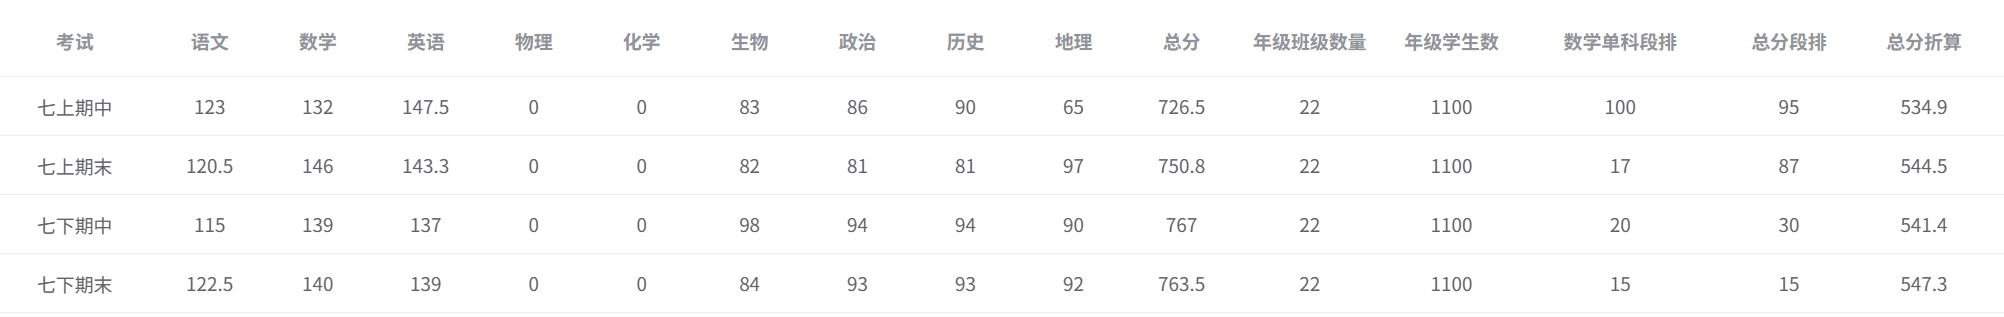 考试 语文 数学 英语 物理 化学 生物 政治 历史 地理 总分 年级班级数量 年级学生数 数学单科段排 总分段排 总分折算
七上期中 123 132 147.5 0 0 83 86 90 65 726.5 22 1100 100 95 534.9
七上期末 120.5 146 143.3 0 0 82 81 81 97 750.8 22 1100 17 87 544.5
七下期中 115 139 137 0 0 98 94 94 90 767 22 1100 20 30 541.4
七下期末 122.5 140 139 0 0 84 93 93 92 763.5 22 1100 15 15 547.3